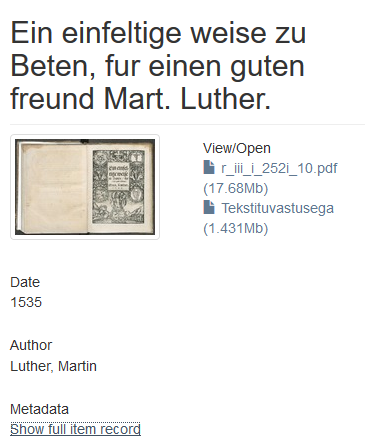 Ein einfeltige weise zu
Beten, fur einen guten
freund Mart. Luther.
View/Open
r_iii_i_252i_10.pdf
(17.68Mb)
Tekstituvastusega
(1.431Mb)
Date
1535
Author
Luther, Martin
Metadata
Show full item record